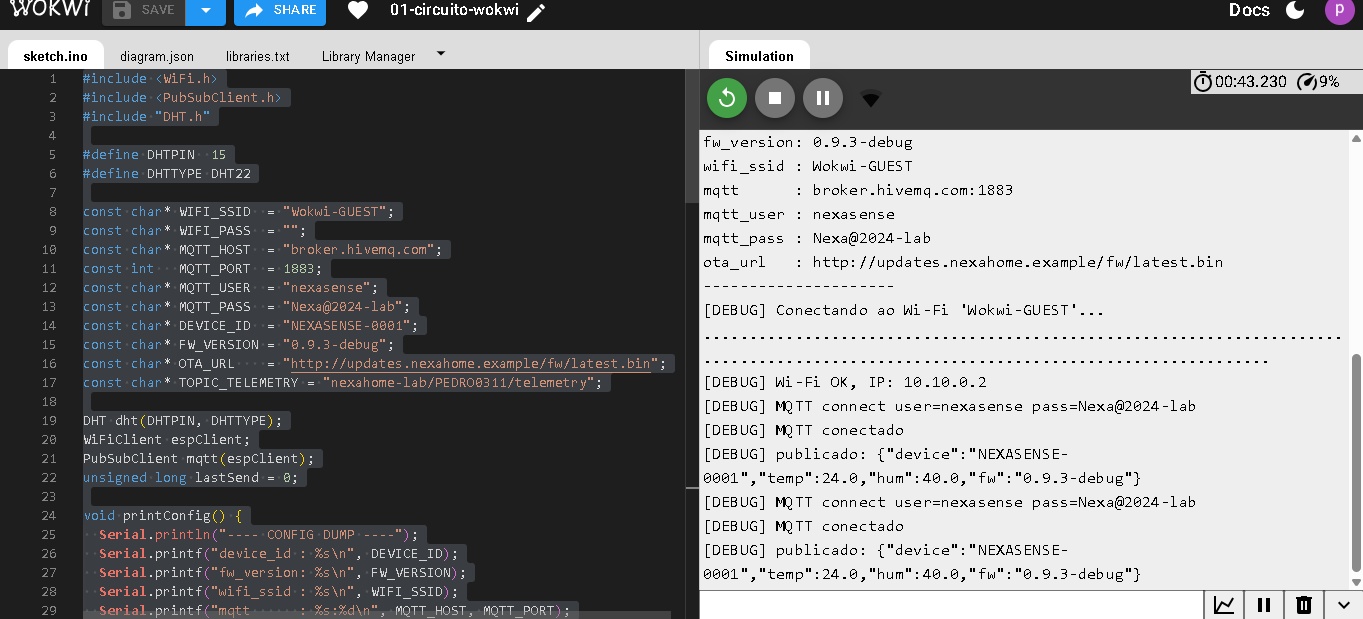 WOKWI
SAVE
SHARE
01-circuito-wokwi
Docs
p
sketch.ino
diagram.json
libraries.txt
Library Manager
1 #include <WiFi.h>
2 #include <PubSubClient.h>
3 #include "DHT.h"
4
5 #define DHTPIN  15
6 #define DHTTYPE DHT22
7
8 const char* WIFI_SSID  = "Wokwi-GUEST";
9 const char* WIFI_PASS  = "";
10 const char* MQTT_HOST  = "broker.hivemq.com";
11 const int   MQTT_PORT  = 1883;
12 const char* MQTT_USER  = "nexasense";
13 const char* MQTT_PASS  = "Nexa@2024-lab";
14 const char* DEVICE_ID  = "NEXASENSE-0001";
15 const char* FW_VERSION = "0.9.3-debug";
16 const char* OTA_URL    = "http://updates.nexahome.example/fw/latest.bin";
17 const char* TOPIC_TELEMETRY = "nexahome-lab/PEDRO0311/telemetry";
18
19 DHT dht(DHTPIN, DHTTYPE);
20 WiFiClient espClient;
21 PubSubClient mqtt(espClient);
22 unsigned long lastSend = 0;
23
24 void printConfig() {
25   Serial.println("---- CONFIG DUMP ----");
26   Serial.printf("device_id : %s\n", DEVICE_ID);
27   Serial.printf("fw_version: %s\n", FW_VERSION);
28   Serial.printf("wifi_ssid : %s\n", WIFI_SSID);
29   Serial.printf("mqtt      : %s:%d\n", MQTT_HOST, MQTT_PORT);
Simulation
00:43.230
9%
fw_version: 0.9.3-debug
wifi_ssid : Wokwi-GUEST
mqtt      : broker.hivemq.com:1883
mqtt_user : nexasense
mqtt_pass : Nexa@2024-lab
ota_url   : http://updates.nexahome.example/fw/latest.bin
---------------------
[DEBUG] Conectando ao Wi-Fi 'Wokwi-GUEST'...
......................................................................
..............................................................
[DEBUG] Wi-Fi OK, IP: 10.10.0.2
[DEBUG] MQTT connect user=nexasense pass=Nexa@2024-lab
[DEBUG] MQTT conectado
[DEBUG] publicado: {"device":"NEXASENSE-
0001","temp":24.0,"hum":40.0,"fw":"0.9.3-debug"}
[DEBUG] MQTT connect user=nexasense pass=Nexa@2024-lab
[DEBUG] MQTT conectado
[DEBUG] publicado: {"device":"NEXASENSE-
0001","temp":24.0,"hum":40.0,"fw":"0.9.3-debug"}